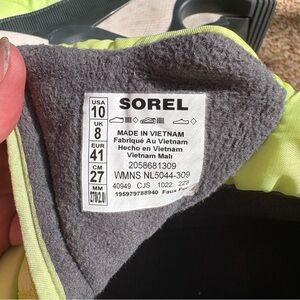 USA
10
UK
8
EUR
41
CM
27
MM
270/2.0
SOREL
MADE IN VIETNAM
Fabriqué Au Vietnam
Hecho en Vietnam
Vietnam Malı
2058681309
WMNS NL5044-309
40949 CJS 1022 223
195979788940 Faux